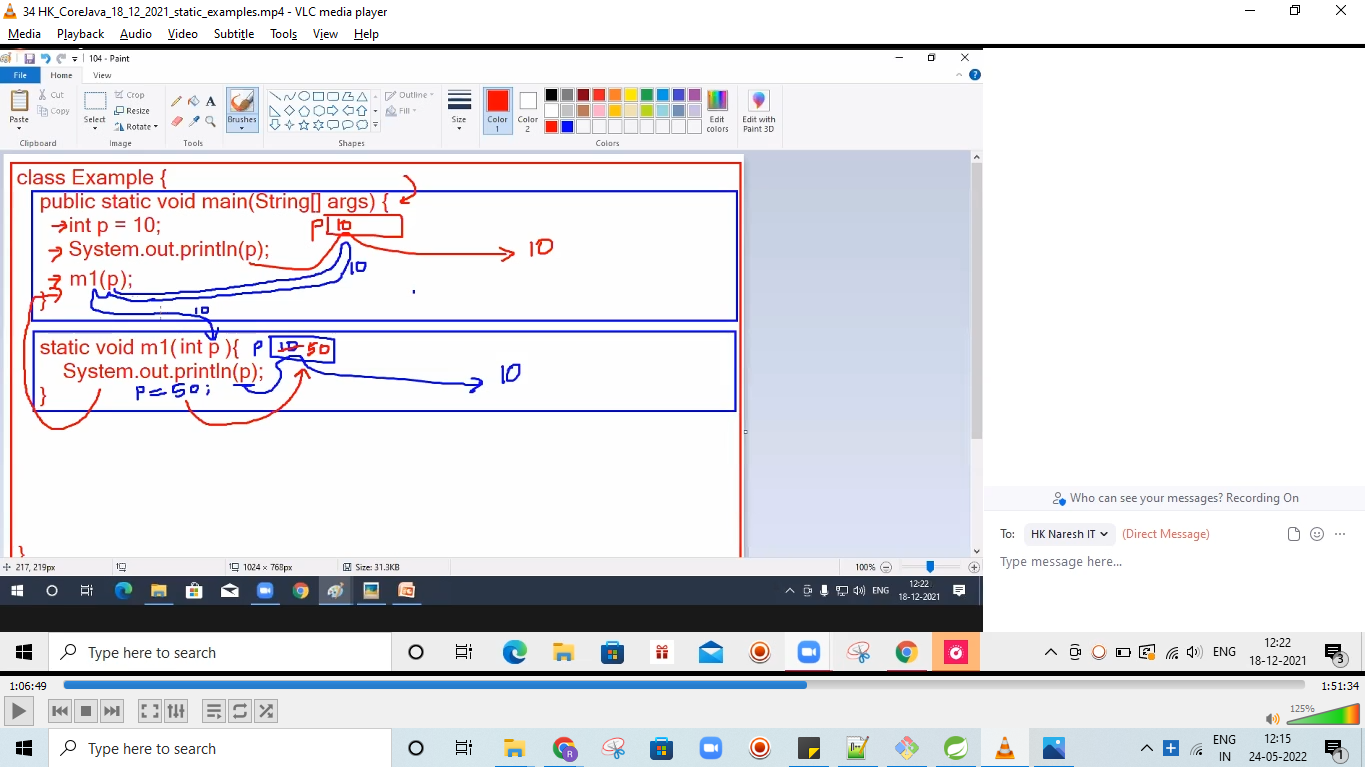 34 HK_CoreJava_18_12_2021_static_examples.mp4 - VLC media player
Media Playback Audio Video Subtitle Tools View Help
104 - Paint
File Home View
Paste Cut Copy Select Crop Resize Rotate Brushes Size Color 1 Color 2 Edit colors Edit with Paint 3D Outline Fill
Clipboard Image Tools Shapes Colors
class Example {
public static void main(String[] args) {
int p = 10; P 10
System.out.println(p); 10
10
m1(p);
}
10
static void m1( int p ){ P 10 50
System.out.println(p); 10
p = 50;
}
}
Who can see your messages? Recording On
To: HK Naresh IT (Direct Message)
Type message here...
217, 219px 1024 × 768px Size: 31.3KB 100%
ENG 12:22
18-12-2021
Type here to search ENG 12:22
18-12-2021 3
1:06:49 1:51:34
125%
Type here to search ENG IN 12:15
24-05-2022 1